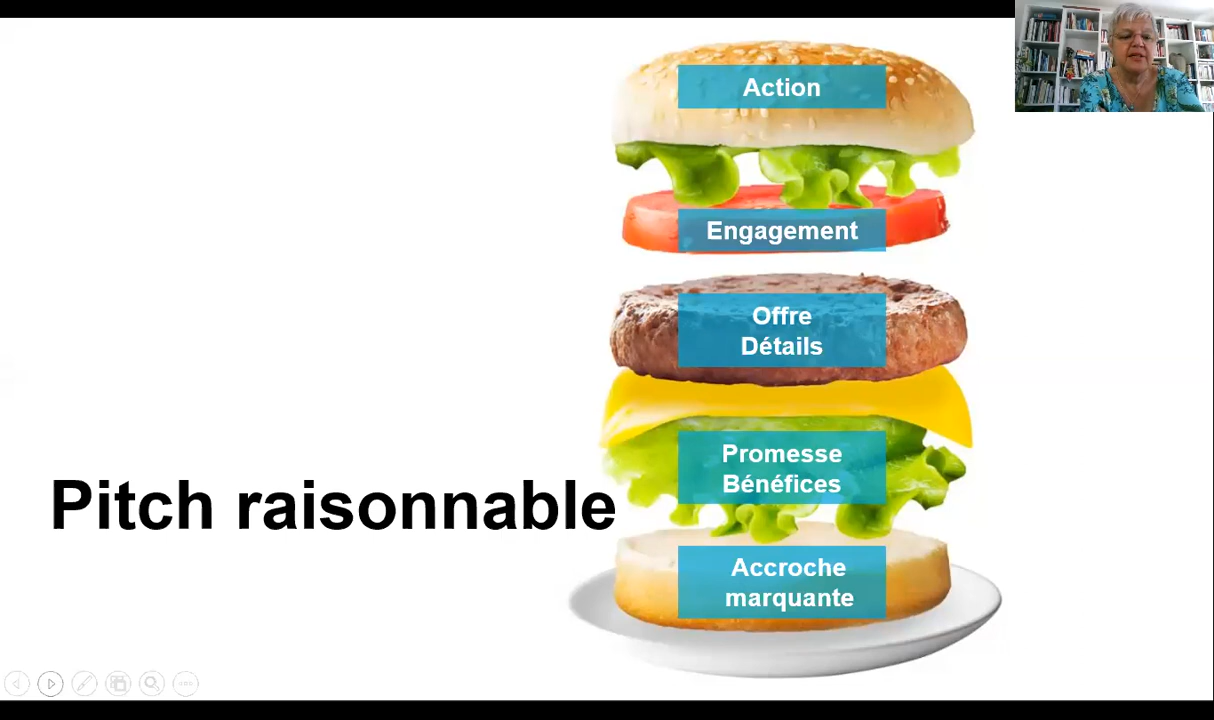 Action
Engagement
Offre
Détails
Promesse
Bénéfices
Pitch raisonnable
Accroche
marquante